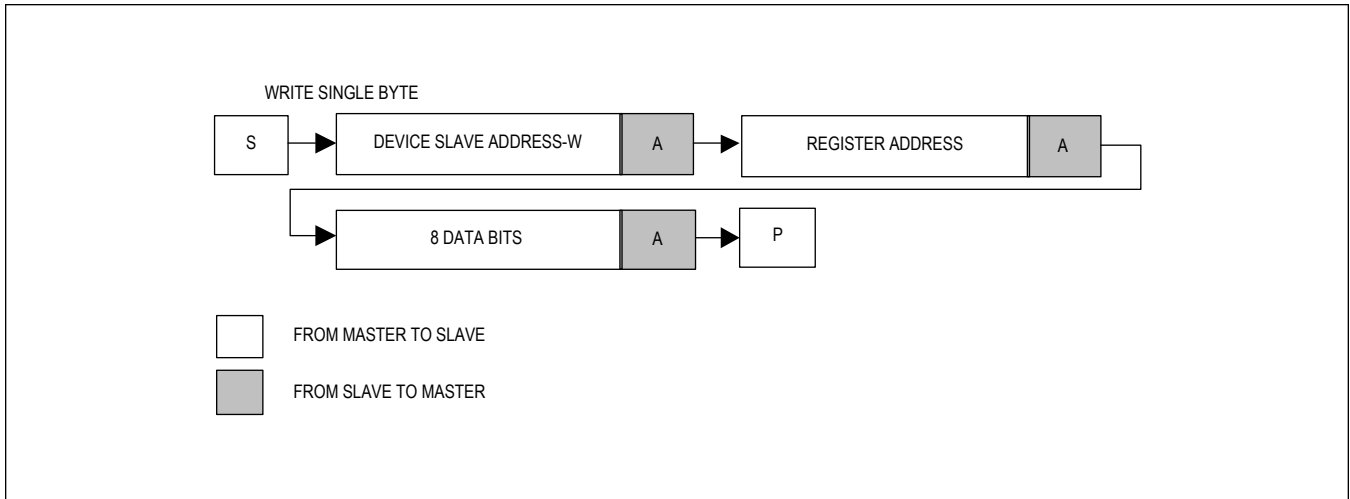 WRITE SINGLE BYTE
S
DEVICE SLAVE ADDRESS-W
A
REGISTER ADDRESS
A
8 DATA BITS
A
P
FROM MASTER TO SLAVE
FROM SLAVE TO MASTER